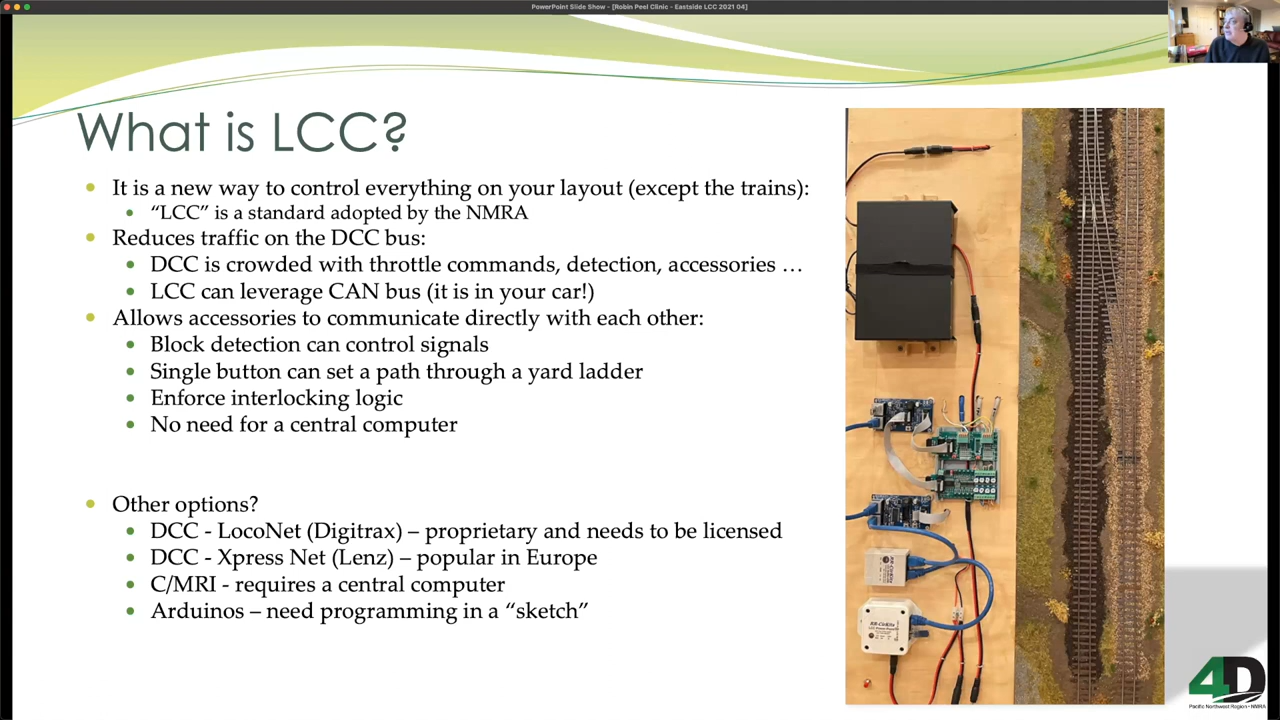 PowerPoint Slide Show - [Robin Peel Clinic - Eastside LCC 2021 04]
What is LCC?
It is a new way to control everything on your layout (except the trains):
“LCC” is a standard adopted by the NMRA
Reduces traffic on the DCC bus:
DCC is crowded with throttle commands, detection, accessories …
LCC can leverage CAN bus (it is in your car!)
Allows accessories to communicate directly with each other:
Block detection can control signals
Single button can set a path through a yard ladder
Enforce interlocking logic
No need for a central computer
Other options?
DCC - LocoNet (Digitrax) – proprietary and needs to be licensed
DCC - Xpress Net (Lenz) – popular in Europe
C/MRI - requires a central computer
Arduinos – need programming in a “sketch”
RR-CirKits
4D
Pacific Northwest Region • NMRA